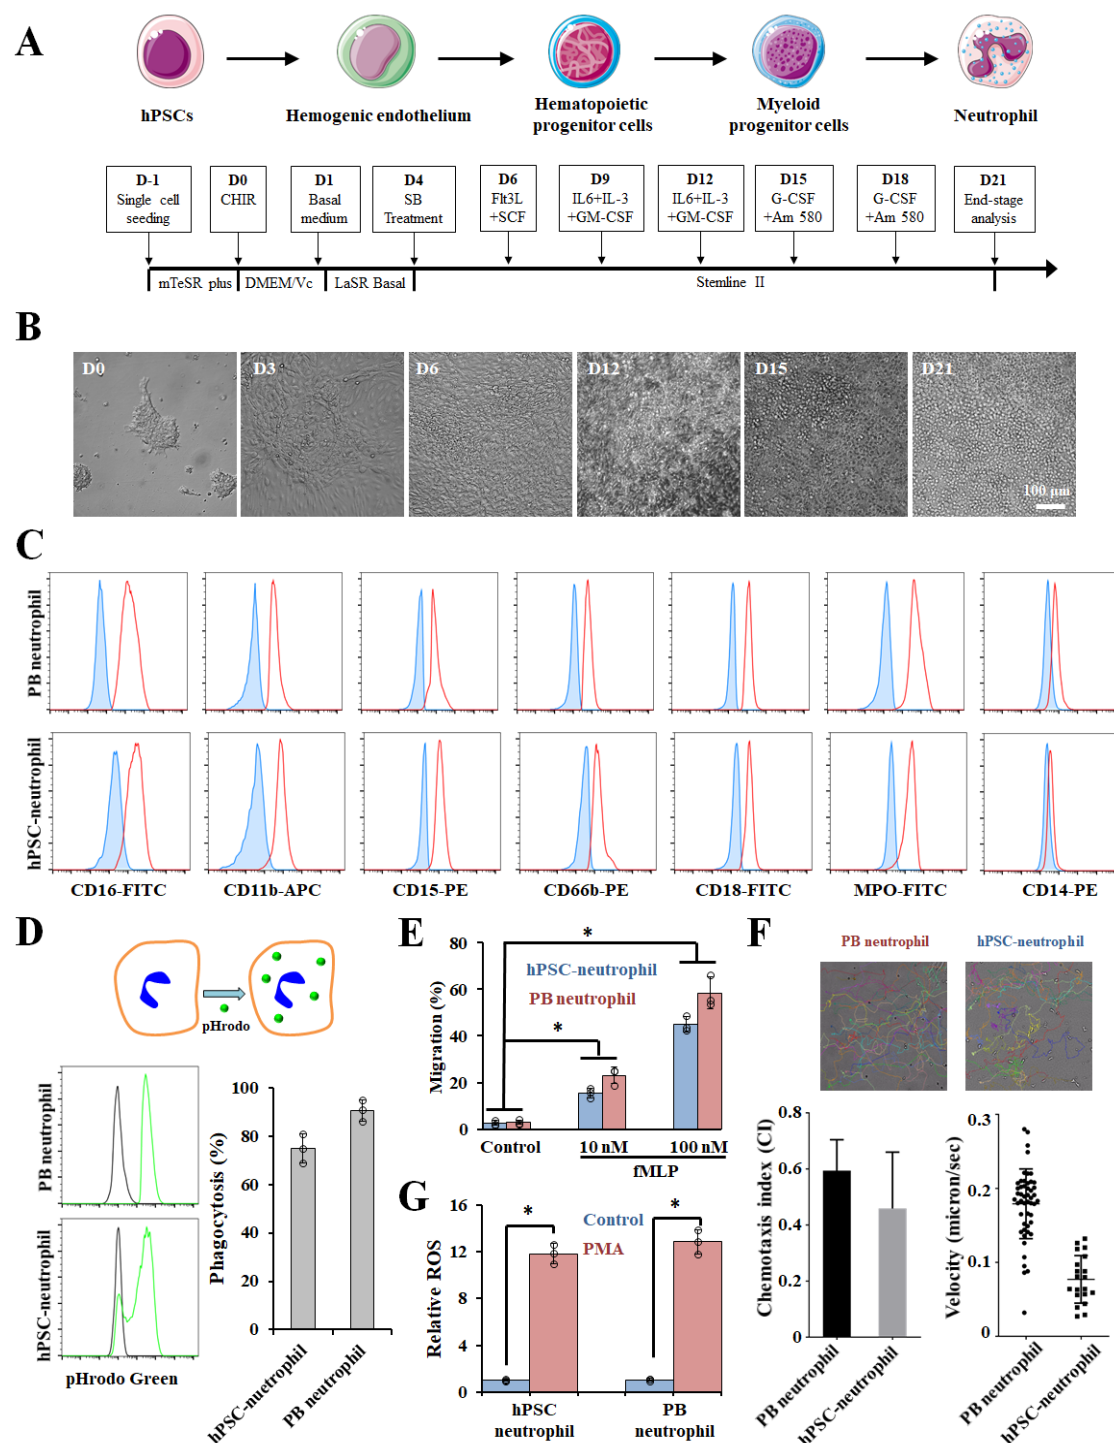 A
hPSCs
Hemogenic endothelium
Hematopoietic
progenitor cells
Myeloid
progenitor cells
Neutrophil
D-1
Single cell
seeding
D0
CHIR
D1
Basal
medium
D4
SB
Treatment
D6
Flt3L
+SCF
D9
IL6+IL-3
+GM-CSF
D12
IL6+IL-3
+GM-CSF
D15
G-CSF
+Am 580
D18
G-CSF
+Am 580
D21
End-stage
analysis
mTeSR plus
DMEM/Vc
LaSR Basal
Stemline II
B
D0
D3
D6
D12
D15
D21
100 μm
C
PB neutrophil
hPSC-neutrophil
CD16-FITC
CD11b-APC
CD15-PE
CD66b-PE
CD18-FITC
MPO-FITC
CD14-PE
D
pHrodo
PB neutrophil
hPSC-neutrophil
pHrodo Green
Phagocytosis (%)
100
80
60
40
20
0
hPSC-nuetrophil
PB neutrophil
E
Migration (%)
80
60
40
20
0
*
*
hPSC-neutrophil
PB neutrophil
Control
10 nM
100 nM
fMLP
F
PB neutrophil
hPSC-neutrophil
Chemotaxis index (CI)
0.8
0.6
0.4
0.2
0
PB neutrophil
hPSC-neutrophil
Velocity (micron/sec)
0.3
0.2
0.1
0
PB neutrophil
hPSC-neutrophil
G
Relative ROS
16
12
8
4
0
*
*
Control
PMA
hPSC
neutrophil
PB
neutrophil